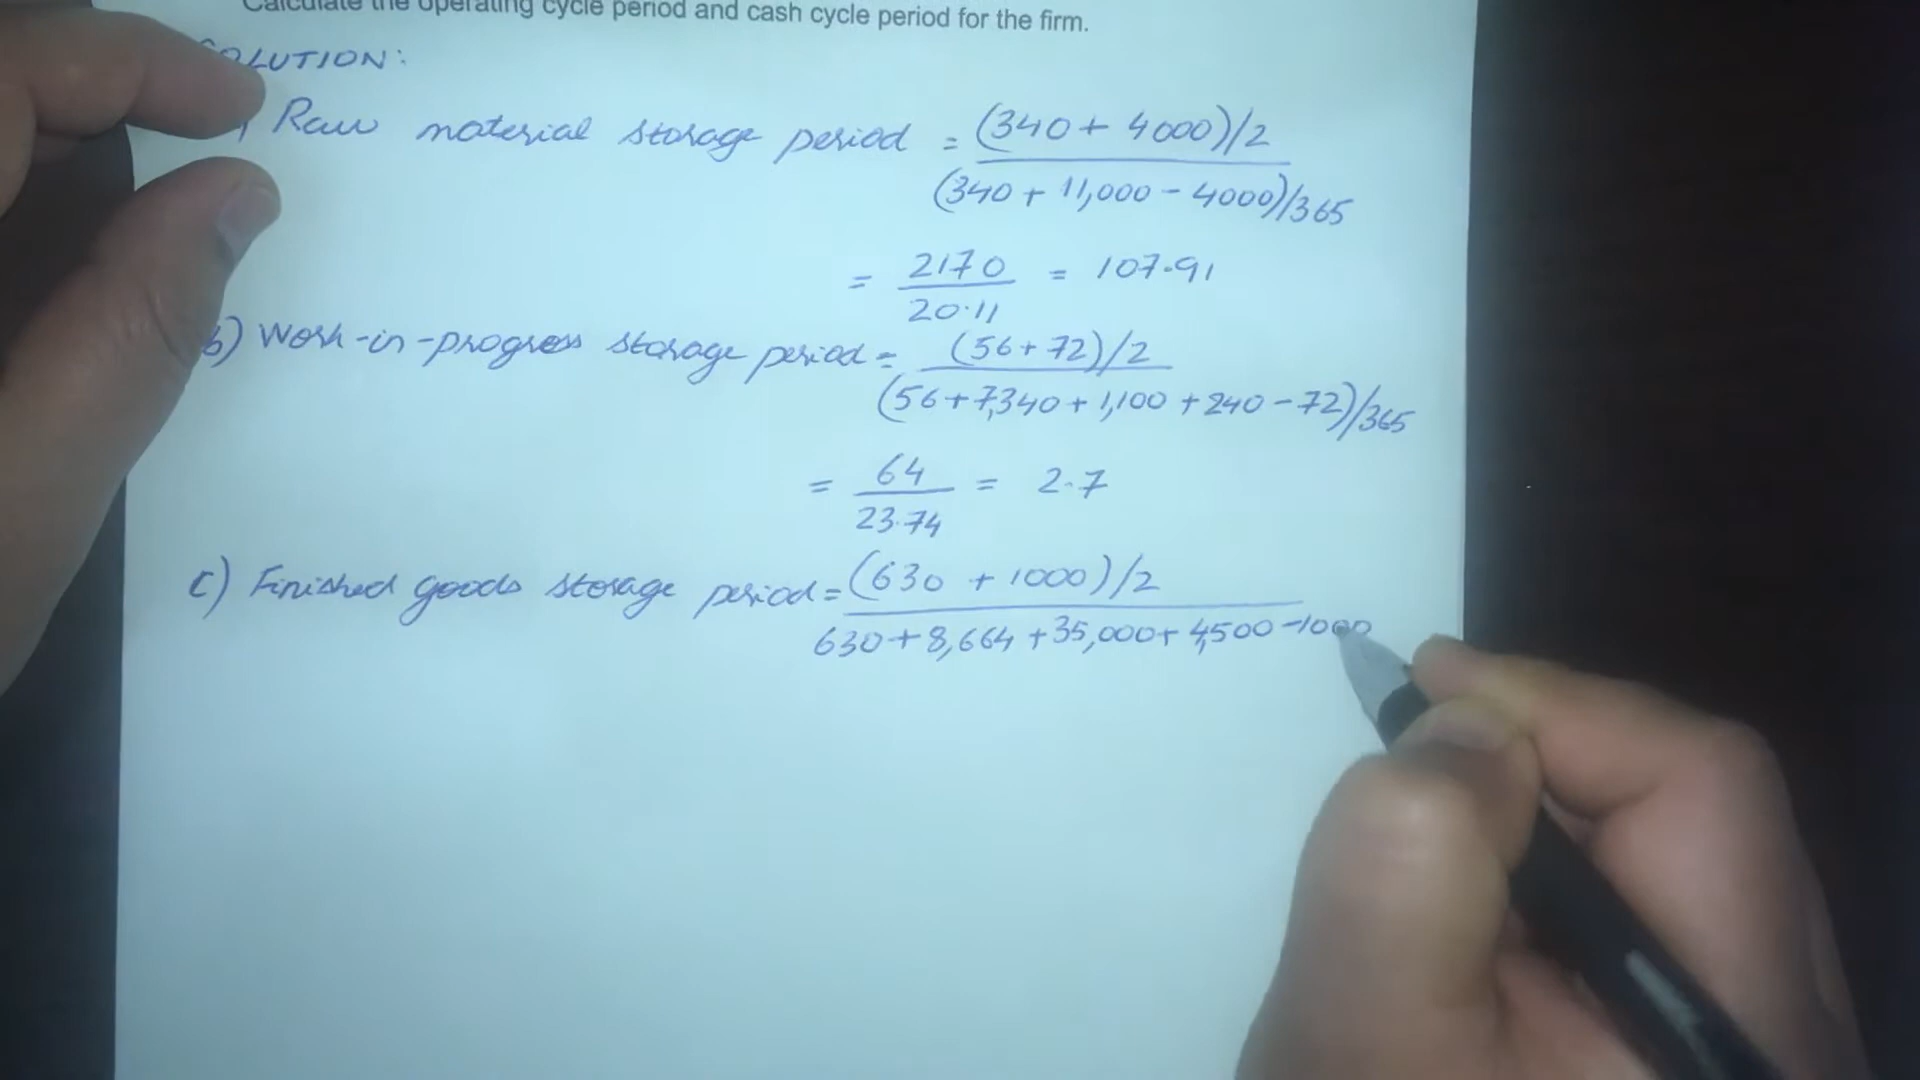 Calculate the operating cycle period and cash cycle period for the firm.
SOLUTION:
Raw material storage period = (340 + 4000)/2
(340 + 11,000 - 4000)/365
= 2170 = 107.91
20.11
b) Work-in-progress storage period = (56 + 72)/2
(56 + 7,340 + 1,100 + 240 - 72)/365
= 64 = 2.7
23.74
c) Finished goods storage period = (630 + 1000)/2
630 + 8,664 + 35,000 + 4,500 - 1000